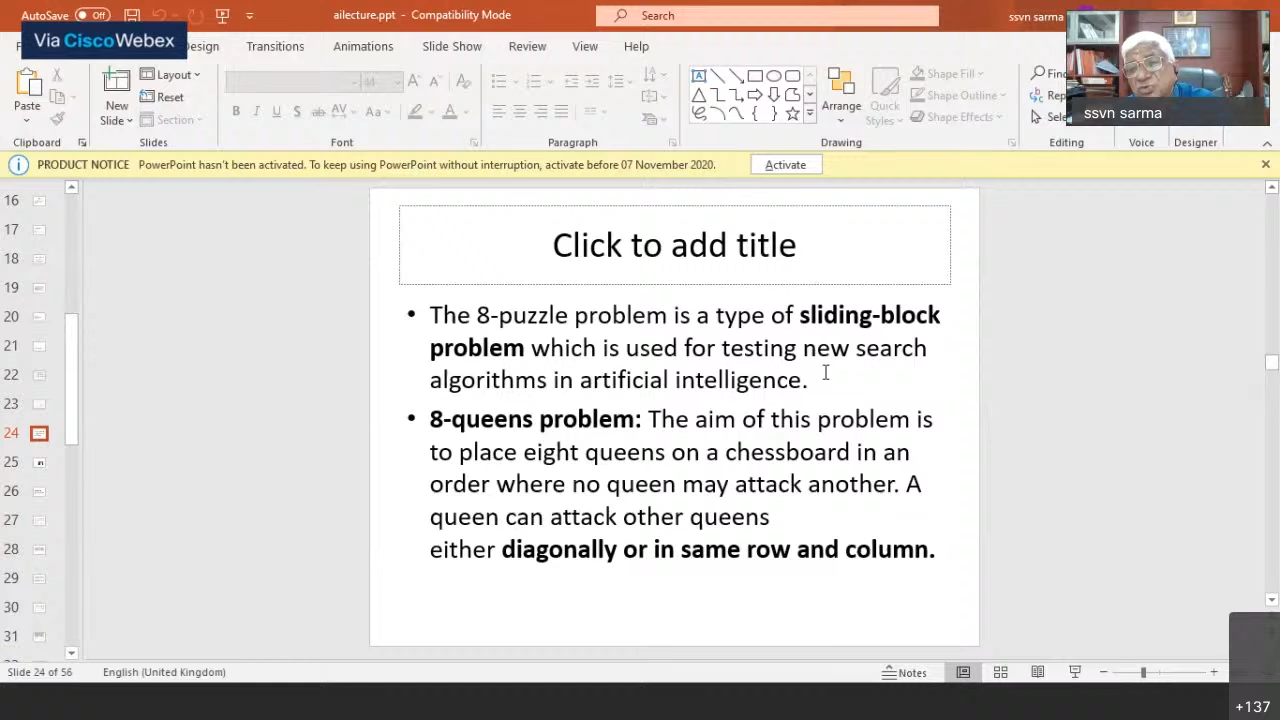 AutoSave Off
ailecture.ppt - Compatibility Mode
Search
ssvn sarma
Via CiscoWebex
Design Transitions Animations Slide Show Review View Help
Paste
New Slide
Layout
Reset
Section
44
Arrange
Quick Styles
Shape Fill
Shape Outline
Shape Effects
ssvn sarma
Clipboard Slides Font Paragraph Drawing Editing Voice Designer
PRODUCT NOTICE PowerPoint hasn't been activated. To keep using PowerPoint without interruption, activate before 07 November 2020. Activate
16
17
18
19
20
21
22
23
24
25
26
27
28
29
30
31
Click to add title
• The 8-puzzle problem is a type of sliding-block
problem which is used for testing new search
algorithms in artificial intelligence.
• 8-queens problem: The aim of this problem is
to place eight queens on a chessboard in an
order where no queen may attack another. A
queen can attack other queens
either diagonally or in same row and column.
Slide 24 of 56 English (United Kingdom) Notes
+137